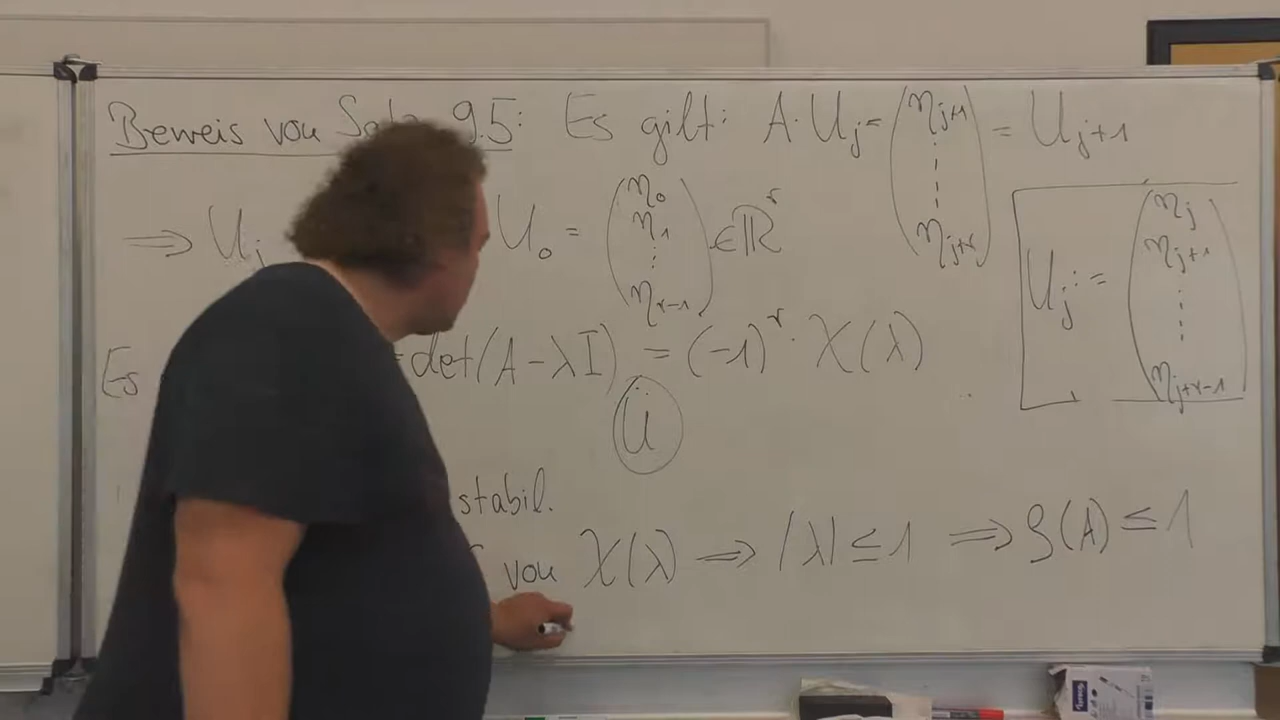 Beweis von Satz 9.5: Es gilt: A·U_j = (η_{j+1} ⋮ η_{j+r}) = U_{j+1}
⟹ U_j U_0 = (η_0 η_1 ⋮ η_{r-1}) ∈ ℝ^r
U_j = (η_j η_{j+1} ⋮ η_{j+r-1})
Es = det(A-λI) = (-1)^r · χ(λ)
Ü
stabil.
von χ(λ) ⟹ |λ| ≤ 1 ⟹ ϱ(A) ≤ 1